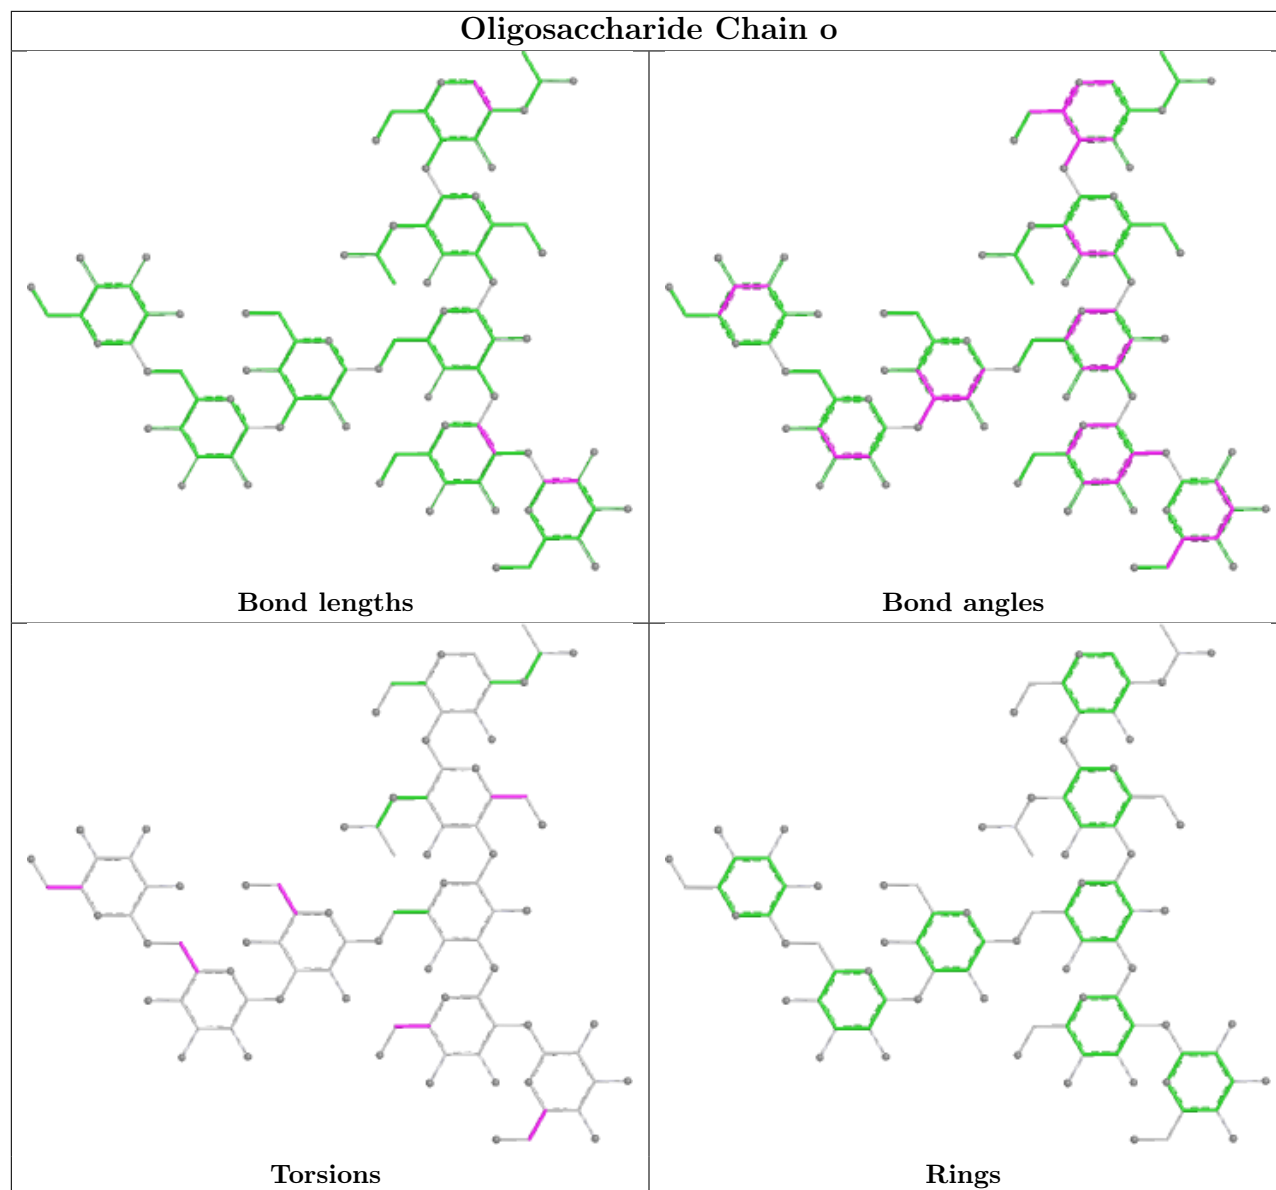 Oligosaccharide Chain o
Bond lengths
Bond angles
Torsions
Rings